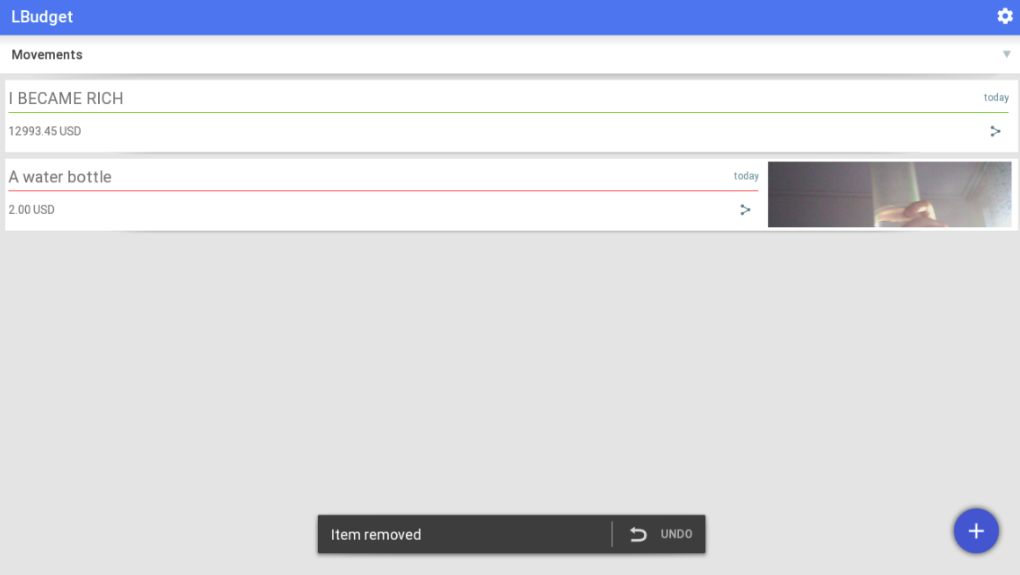 LBudget
Movements
I BECAME RICH
today
12993.45 USD
A water bottle
today
2.00 USD
Item removed
UNDO